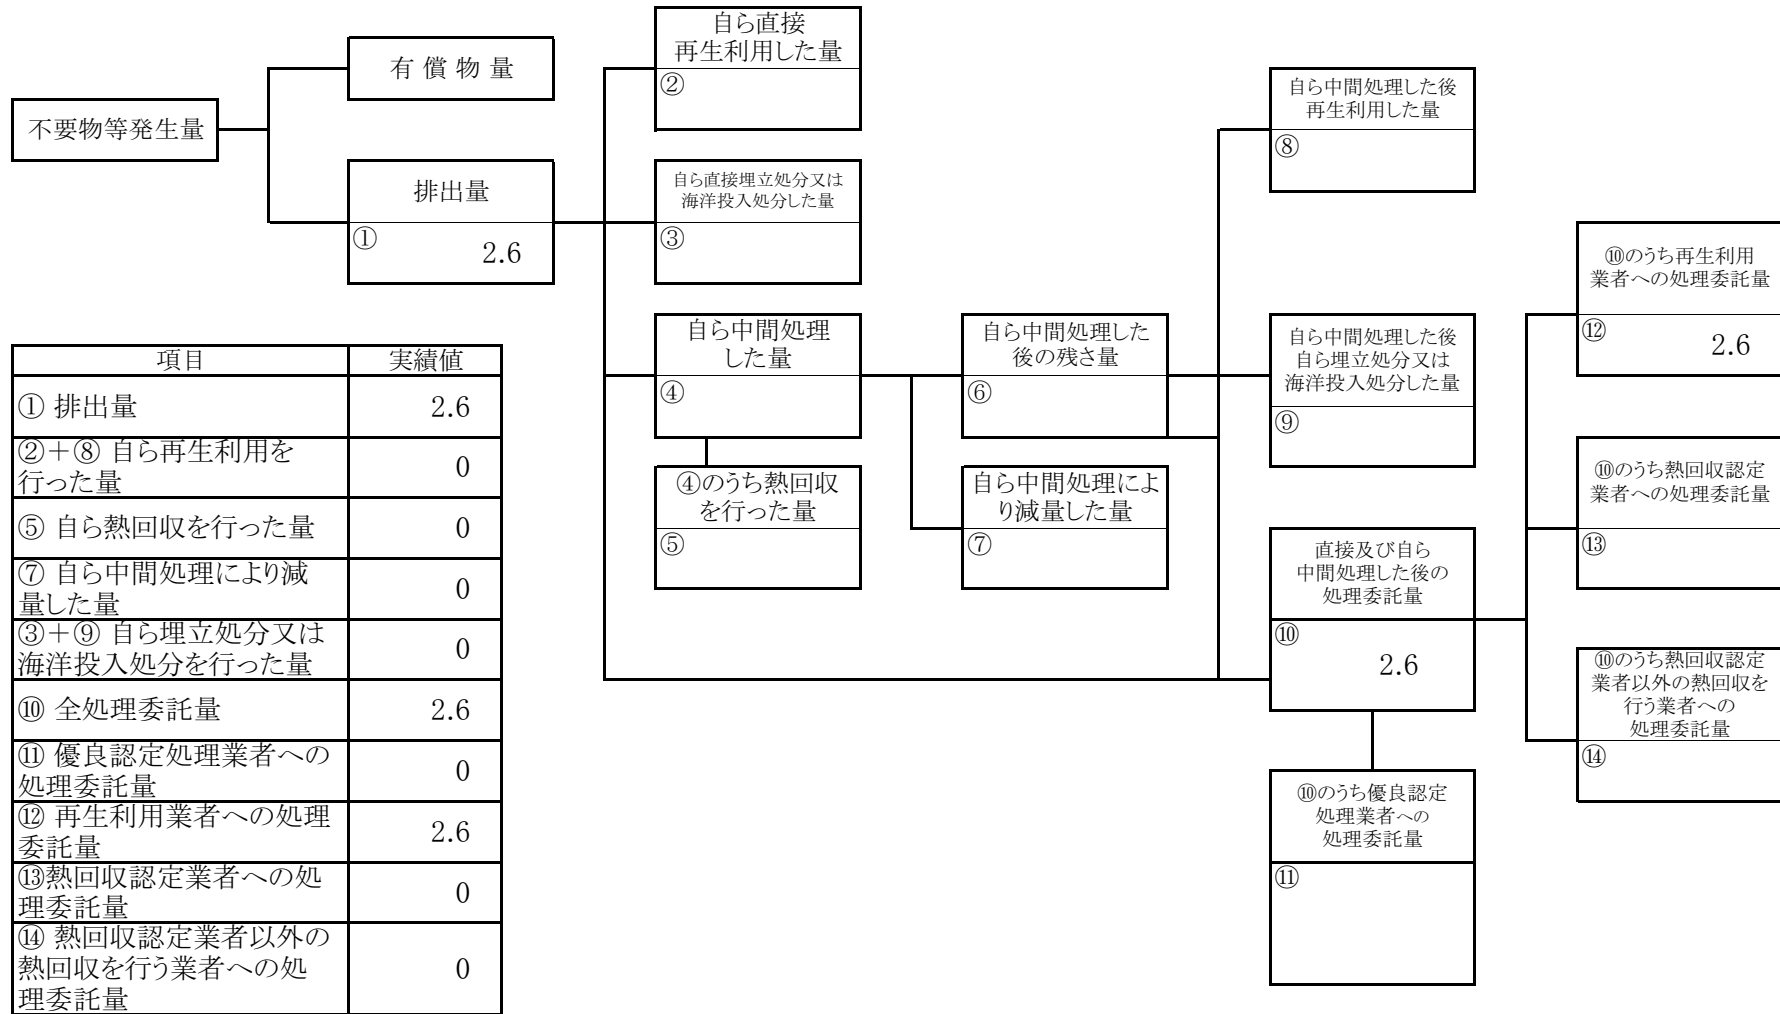 不要物等発生量
有償物量
排出量
①
2.6
自ら直接
再生利用した量
②
自ら直接埋立処分又は
海洋投入処分した量
③
自ら中間処理
した量
④
④のうち熱回収
を行った量
⑤
自ら中間処理した
後の残さ量
⑥
自ら中間処理によ
り減量した量
⑦
自ら中間処理した後
再生利用した量
⑧
自ら中間処理した後
自ら埋立処分又は
海洋投入処分した量
⑨
直接及び自ら
中間処理した後の
処理委託量
⑩
2.6
⑩のうち優良認定
処理業者への
処理委託量
⑪
⑩のうち再生利用
業者への処理委託量
⑫
2.6
⑩のうち熱回収認定
業者への処理委託量
⑬
⑩のうち熱回収認定
業者以外の熱回収を
行う業者への
処理委託量
⑭
項目 実績値
① 排出量 2.6
②＋⑧ 自ら再生利用を
行った量 0
⑤ 自ら熱回収を行った量 0
⑦ 自ら中間処理により減
量した量 0
③＋⑨ 自ら埋立処分又は
海洋投入処分を行った量 0
⑩ 全処理委託量 2.6
⑪ 優良認定処理業者への
処理委託量 0
⑫ 再生利用業者への処理
委託量 2.6
⑬熱回収認定業者への処
理委託量 0
⑭ 熱回収認定業者以外の
熱回収を行う業者への処
理委託量 0